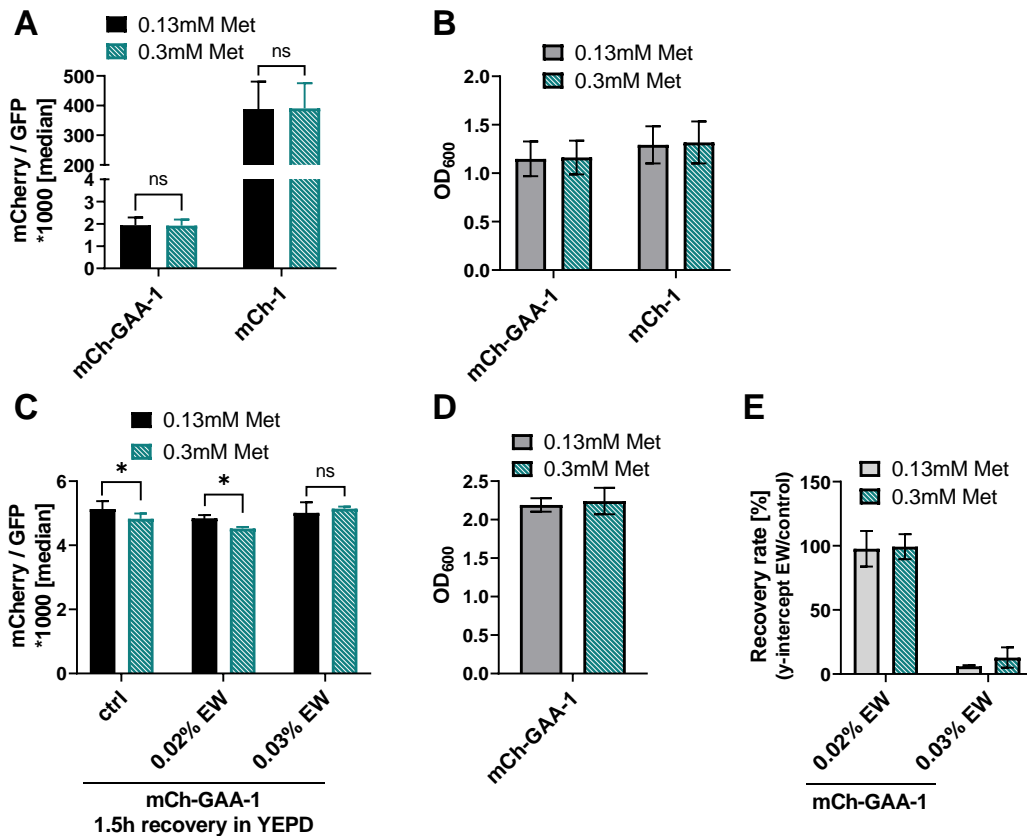 A
0.13mM Met
0.3mM Met
mCherry / GFP
*1000 [median]
500
400
300
200
100
4
3
2
1
0
ns
ns
mCh-GAA-1
mCh-1
B
0.13mM Met
0.3mM Met
OD600
2.0
1.5
1.0
0.5
0.0
mCh-GAA-1
mCh-1
C
0.13mM Met
0.3mM Met
mCherry / GFP
*1000 [median]
6
4
2
0
*
*
ns
ctrl
0.02% EW
0.03% EW
mCh-GAA-1
1.5h recovery in YEPD
D
0.13mM Met
0.3mM Met
OD600
2.5
2.0
1.5
1.0
0.5
0.0
mCh-GAA-1
E
0.13mM Met
0.3mM Met
Recovery rate [%]
(y-intercept EW/control)
150
100
50
0
0.02% EW
0.03% EW
mCh-GAA-1